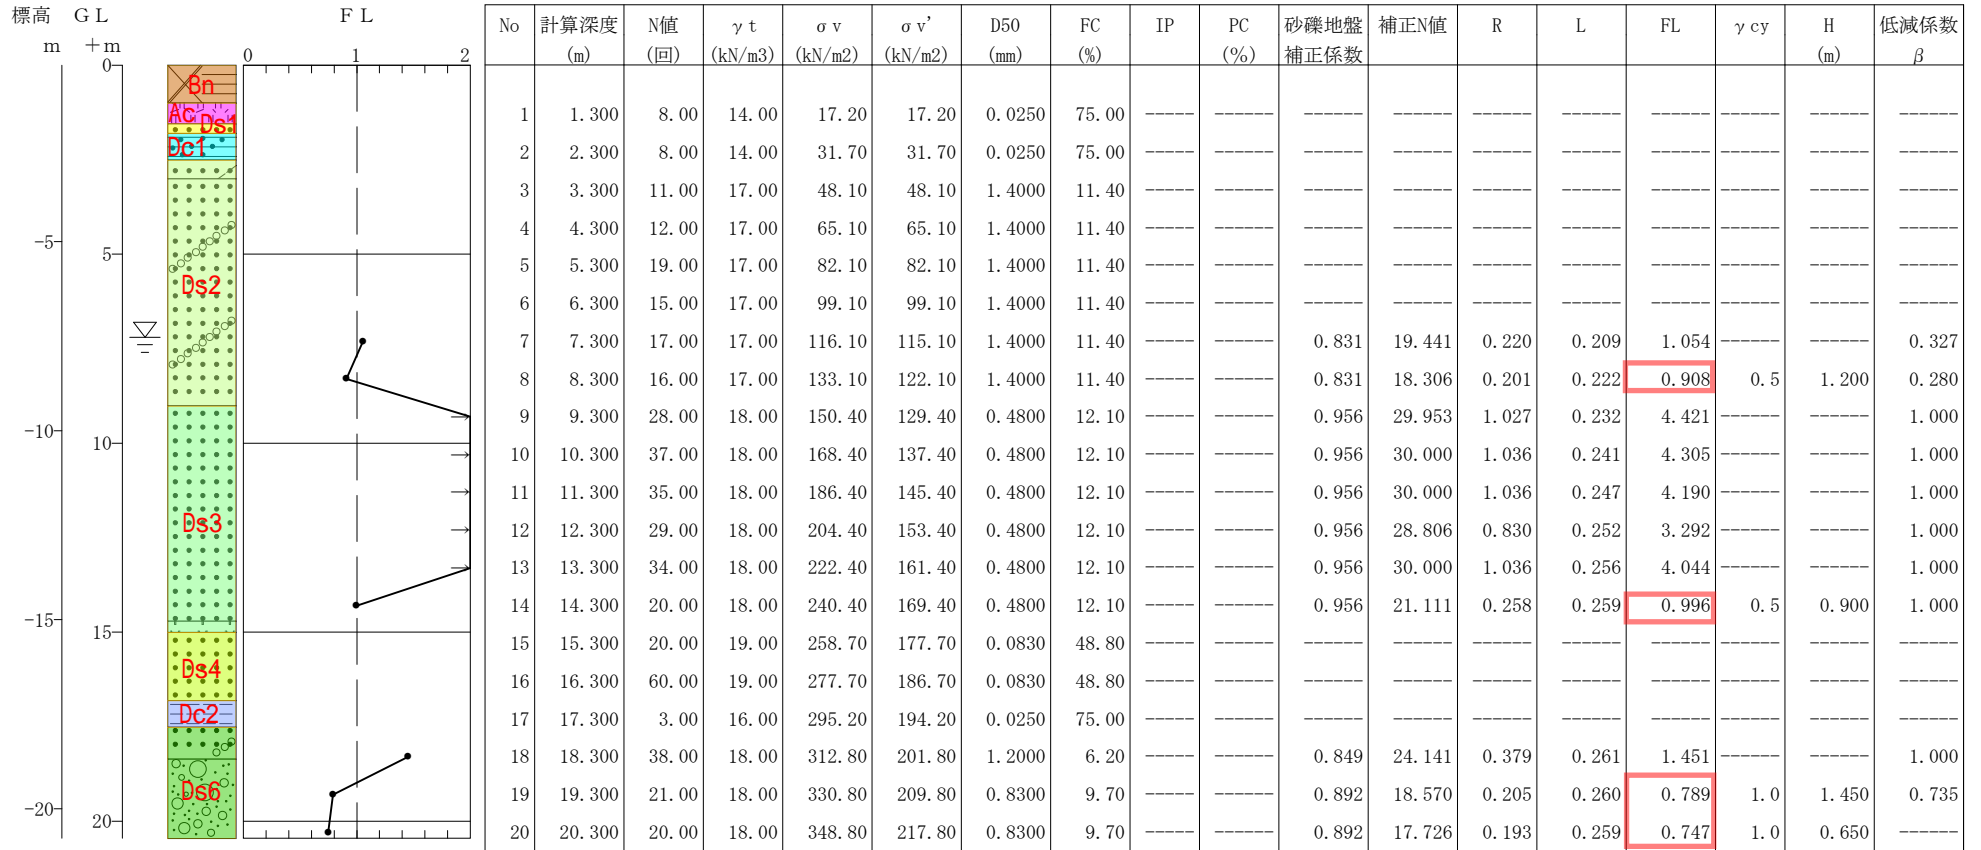 標高 GL FL No 計算深度 N値 γt σv σv' D50 FC IP PC 砂礫地盤 補正N値 R L FL γcy H 低減係数
m +m (m) (回) (kN/m3) (kN/m2) (kN/m2) (mm) (%) (%) 補正係数 (m) β
0 0 1 2
Bn
Ac
Ds1
Dc1
-5
5
Ds2
-10
10
Ds3
-15
15
Ds4
Dc2
Ds6
-20
20
1 1.300 8.00 14.00 17.20 17.20 0.0250 75.00 ----- ------ ------ ------ ----- ----- ------ ----- ------ ------
2 2.300 8.00 14.00 31.70 31.70 0.0250 75.00 ----- ------ ------ ------ ----- ----- ------ ----- ------ ------
3 3.300 11.00 17.00 48.10 48.10 1.4000 11.40 ----- ------ ------ ------ ----- ----- ------ ----- ------ ------
4 4.300 12.00 17.00 65.10 65.10 1.4000 11.40 ----- ------ ------ ------ ----- ----- ------ ----- ------ ------
5 5.300 19.00 17.00 82.10 82.10 1.4000 11.40 ----- ------ ------ ------ ----- ----- ------ ----- ------ ------
6 6.300 15.00 17.00 99.10 99.10 1.4000 11.40 ----- ------ ------ ------ ----- ----- ------ ----- ------ ------
7 7.300 17.00 17.00 116.10 115.10 1.4000 11.40 ----- ------ 0.831 19.441 0.220 0.209 1.054 ----- ------ 0.327
8 8.300 16.00 17.00 133.10 122.10 1.4000 11.40 ----- ------ 0.831 18.306 0.201 0.222 0.908 0.5 1.200 0.280
9 9.300 28.00 18.00 150.40 129.40 0.4800 12.10 ----- ------ 0.956 29.953 1.027 0.232 4.421 ----- ------ 1.000
10 10.300 37.00 18.00 168.40 137.40 0.4800 12.10 ----- ------ 0.956 30.000 1.036 0.241 4.305 ----- ------ 1.000
11 11.300 35.00 18.00 186.40 145.40 0.4800 12.10 ----- ------ 0.956 30.000 1.036 0.247 4.190 ----- ------ 1.000
12 12.300 29.00 18.00 204.40 153.40 0.4800 12.10 ----- ------ 0.956 28.806 0.830 0.252 3.292 ----- ------ 1.000
13 13.300 34.00 18.00 222.40 161.40 0.4800 12.10 ----- ------ 0.956 30.000 1.036 0.256 4.044 ----- ------ 1.000
14 14.300 20.00 18.00 240.40 169.40 0.4800 12.10 ----- ------ 0.956 21.111 0.258 0.259 0.996 0.5 0.900 1.000
15 15.300 20.00 19.00 258.70 177.70 0.0830 48.80 ----- ------ ------ ------ ----- ----- ------ ----- ------ ------
16 16.300 60.00 19.00 277.70 186.70 0.0830 48.80 ----- ------ ------ ------ ----- ----- ------ ----- ------ ------
17 17.300 3.00 16.00 295.20 194.20 0.0250 75.00 ----- ------ ------ ------ ----- ----- ------ ----- ------ ------
18 18.300 38.00 18.00 312.80 201.80 1.2000 6.20 ----- ------ 0.849 24.141 0.379 0.261 1.451 ----- ------ 1.000
19 19.300 21.00 18.00 330.80 209.80 0.8300 9.70 ----- ------ 0.892 18.570 0.205 0.260 0.789 1.0 1.450 0.735
20 20.300 20.00 18.00 348.80 217.80 0.8300 9.70 ----- ------ 0.892 17.726 0.193 0.259 0.747 1.0 0.650 ------